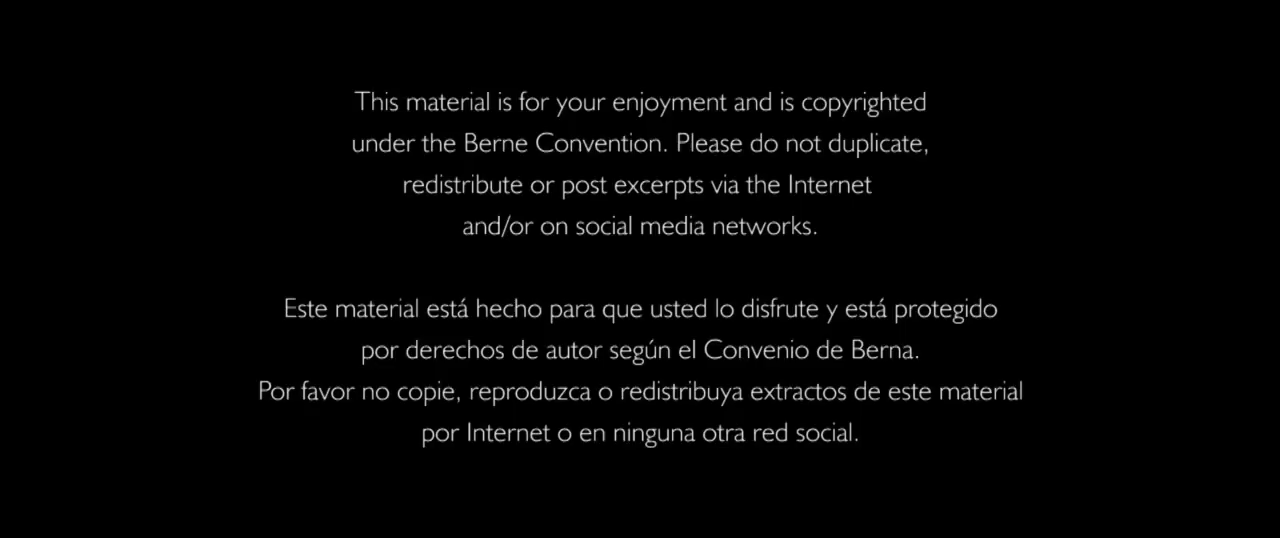 This material is for your enjoyment and is copyrighted
under the Berne Convention. Please do not duplicate,
redistribute or post excerpts via the Internet
and/or on social media networks.
Este material está hecho para que usted lo disfrute y está protegido
por derechos de autor según el Convenio de Berna.
Por favor no copie, reproduzca o redistribuya extractos de este material
por Internet o en ninguna otra red social.